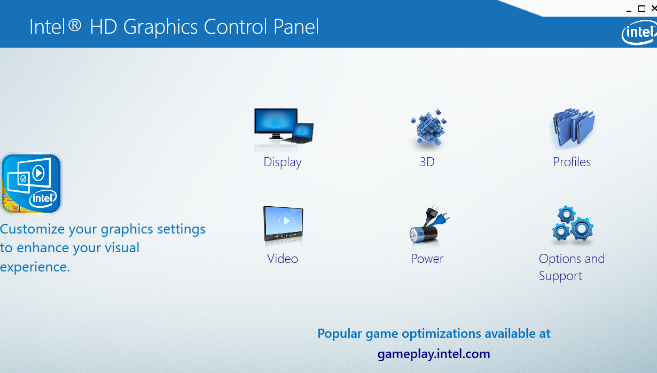 Intel® HD Graphics Control Panel
intel
Display
3D
Profiles
intel
Customize your graphics settings
to enhance your visual
experience.
Video
Power
Options and
Support
Popular game optimizations available at
gameplay.intel.com